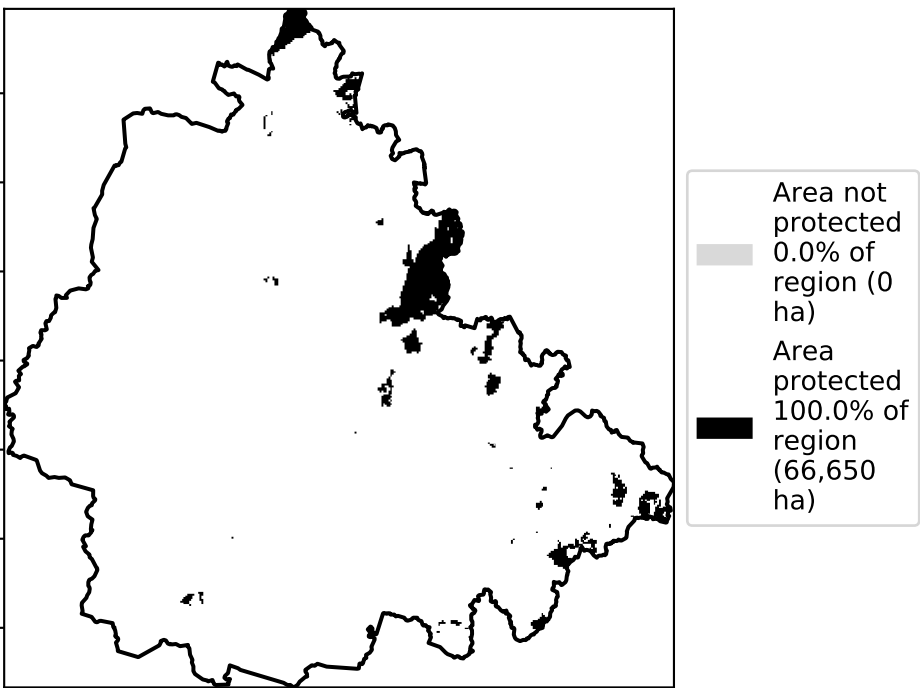 Area not
protected
0.0% of
region (0
ha)
Area
protected
100.0% of
region
(66,650
ha)